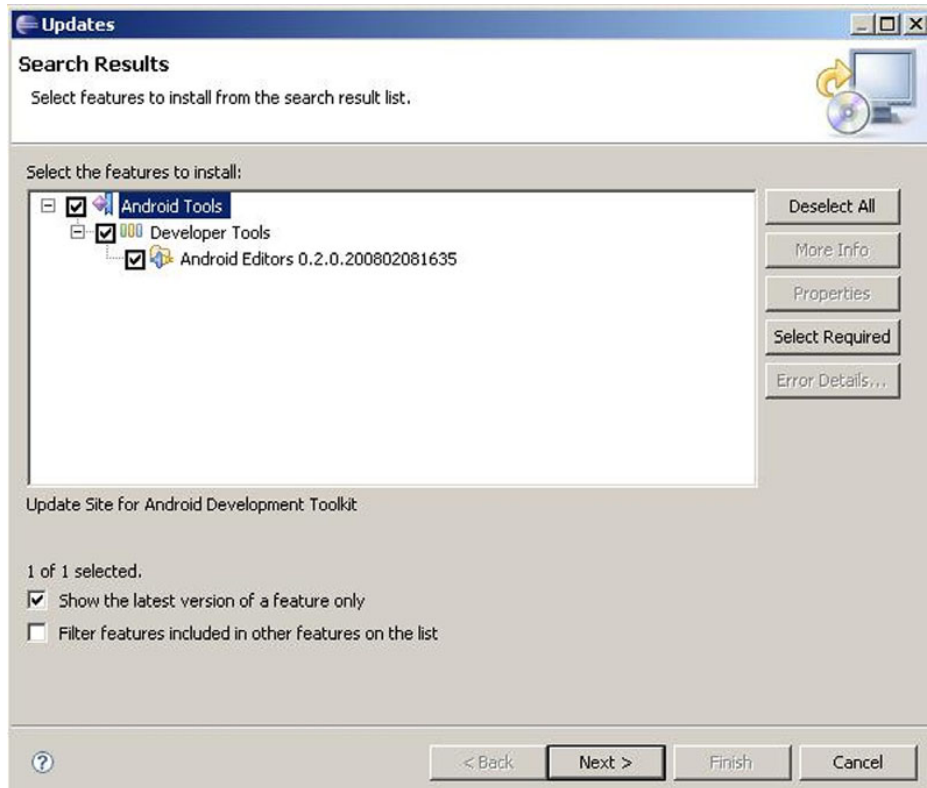 Updates
Search Results
Select features to install from the search result list.
Select the features to install:
Android Tools
Developer Tools
Android Editors 0.2.0.200802081635
Deselect All
More Info
Properties
Select Required
Error Details...
Update Site for Android Development Toolkit
1 of 1 selected.
Show the latest version of a feature only
Filter features included in other features on the list
? < Back Next > Finish Cancel